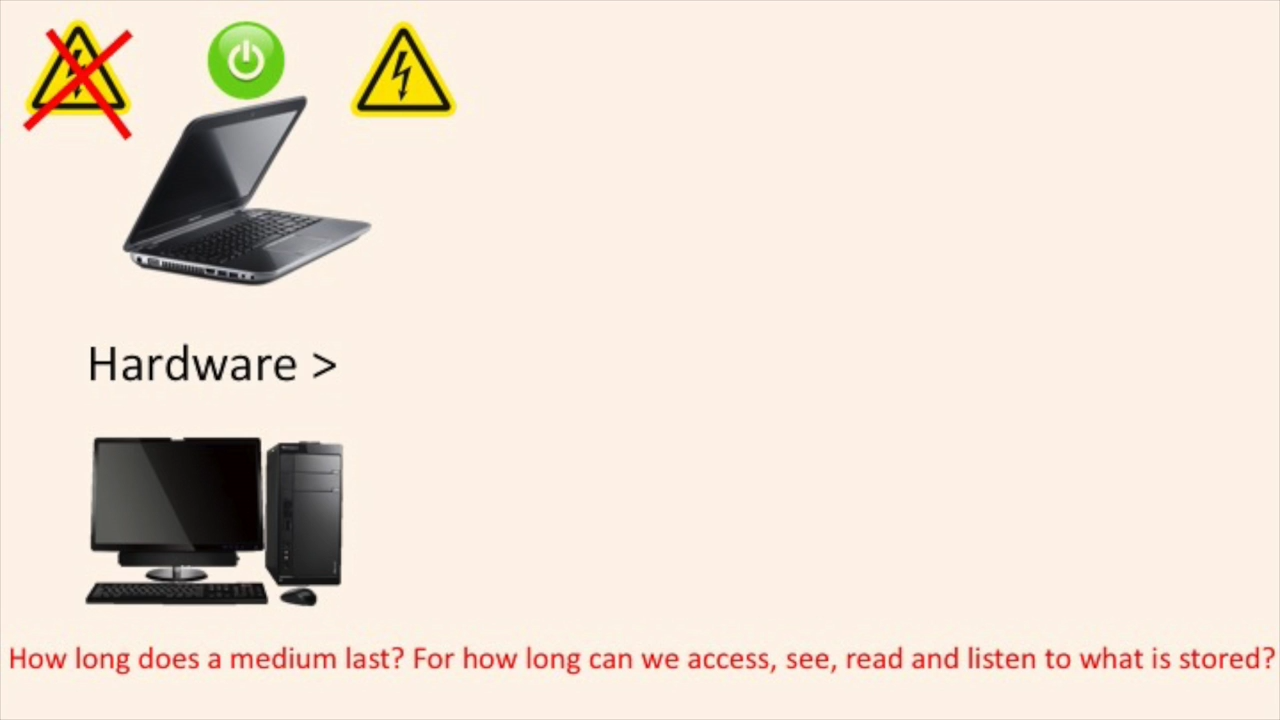 Hardware >
How long does a medium last? For how long can we access, see, read and listen to what is stored?